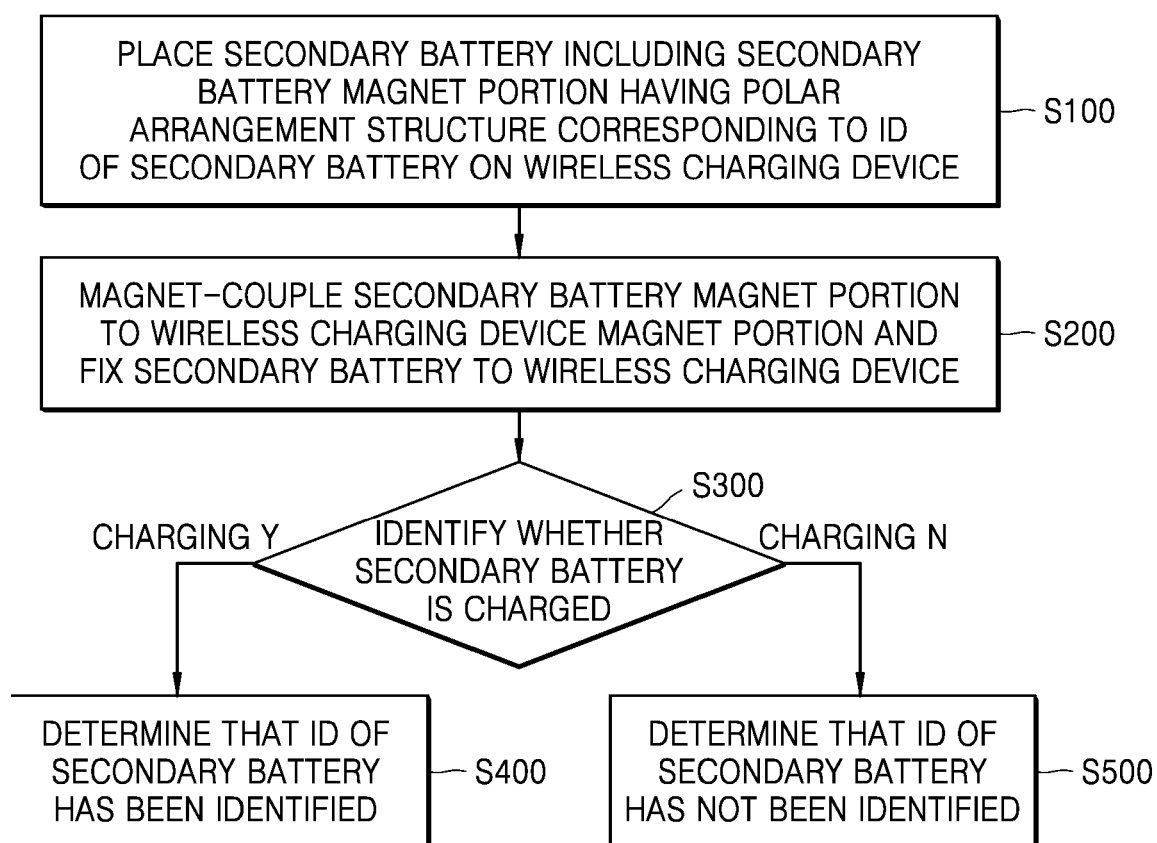 PLACE SECONDARY BATTERY INCLUDING SECONDARY
BATTERY MAGNET PORTION HAVING POLAR
ARRANGEMENT STRUCTURE CORRESPONDING TO ID
OF SECONDARY BATTERY ON WIRELESS CHARGING DEVICE
S100
MAGNET-COUPLE SECONDARY BATTERY MAGNET PORTION
TO WIRELESS CHARGING DEVICE MAGNET PORTION AND
FIX SECONDARY BATTERY TO WIRELESS CHARGING DEVICE
S200
S300
CHARGING Y
IDENTIFY WHETHER
SECONDARY BATTERY
IS CHARGED
CHARGING N
DETERMINE THAT ID OF
SECONDARY BATTERY
HAS BEEN IDENTIFIED
S400
DETERMINE THAT ID OF
SECONDARY BATTERY
HAS NOT BEEN IDENTIFIED
S500